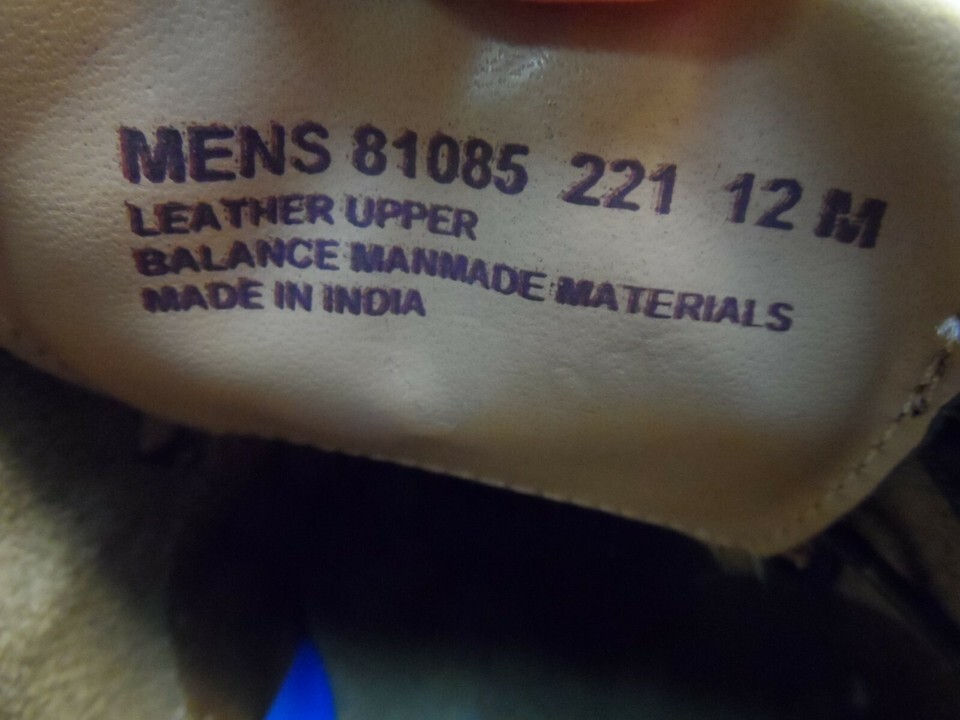 MENS 81085 221 12 M
LEATHER UPPER
BALANCE MANMADE MATERIALS
MADE IN INDIA